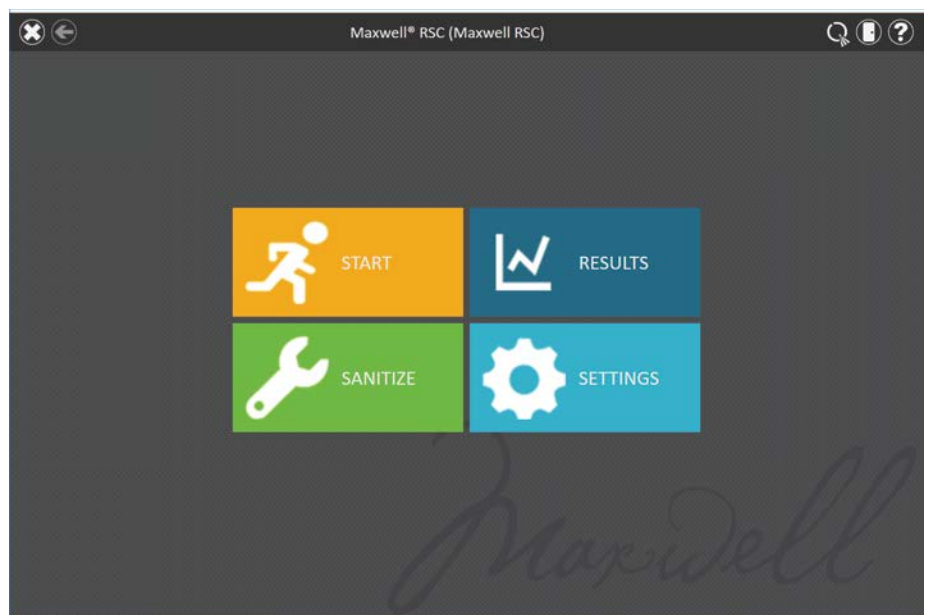 Maxwell® RSC (Maxwell RSC)
?
START
RESULTS
SANITIZE
SETTINGS
Maxwell